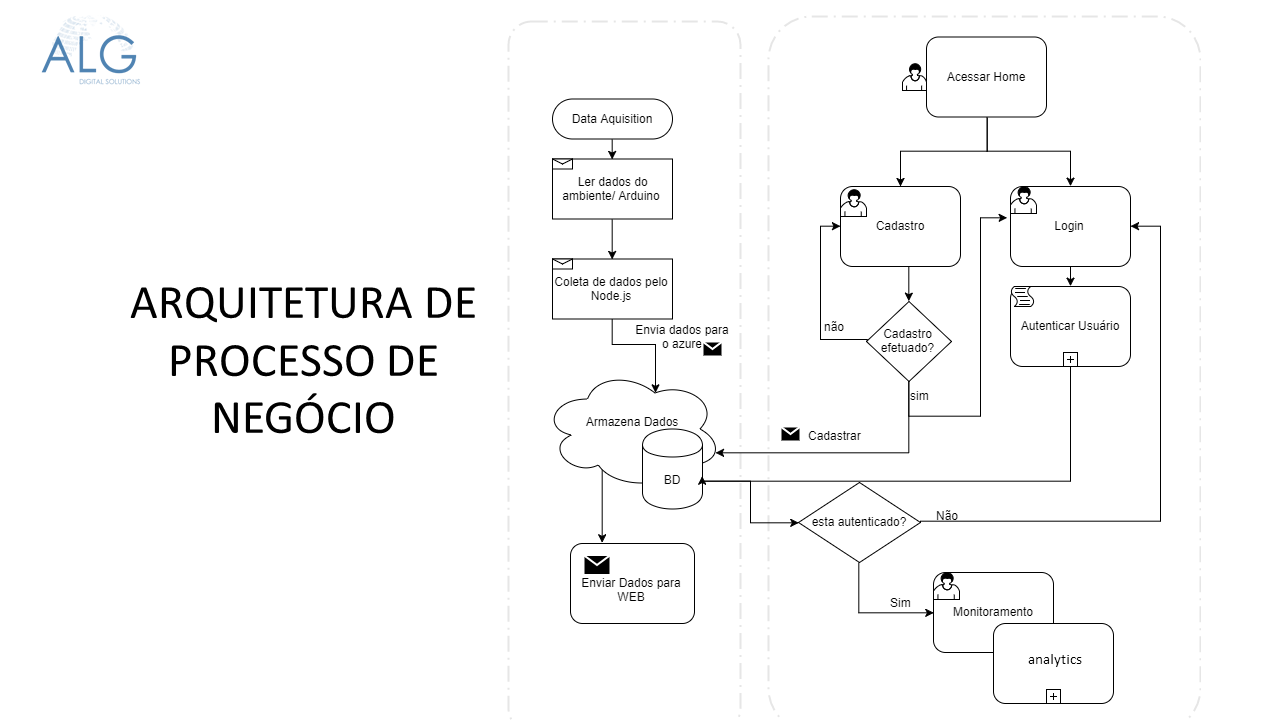 ALG
DIGITAL SOLUTIONS
ARQUITETURA DE
PROCESSO DE
NEGÓCIO
Data Aquisition
Ler dados do
ambiente/ Arduino
Coleta de dados pelo
Node.js
Envia dados para
o azure
Armazena Dados
BD
Enviar Dados para
WEB
Acessar Home
Cadastro
Login
não
Cadastro
efetuado?
Autenticar Usuário
sim
Cadastrar
esta autenticado?
Não
Sim
Monitoramento
analytics